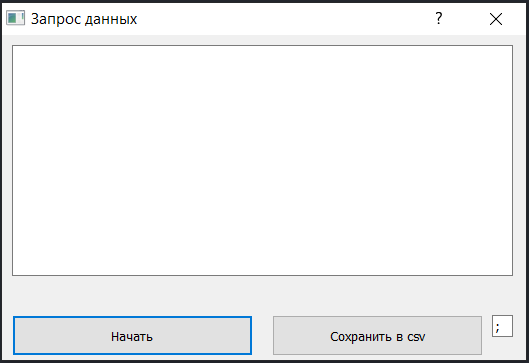 Запрос данных
?
Начать
Сохранить в csv
;